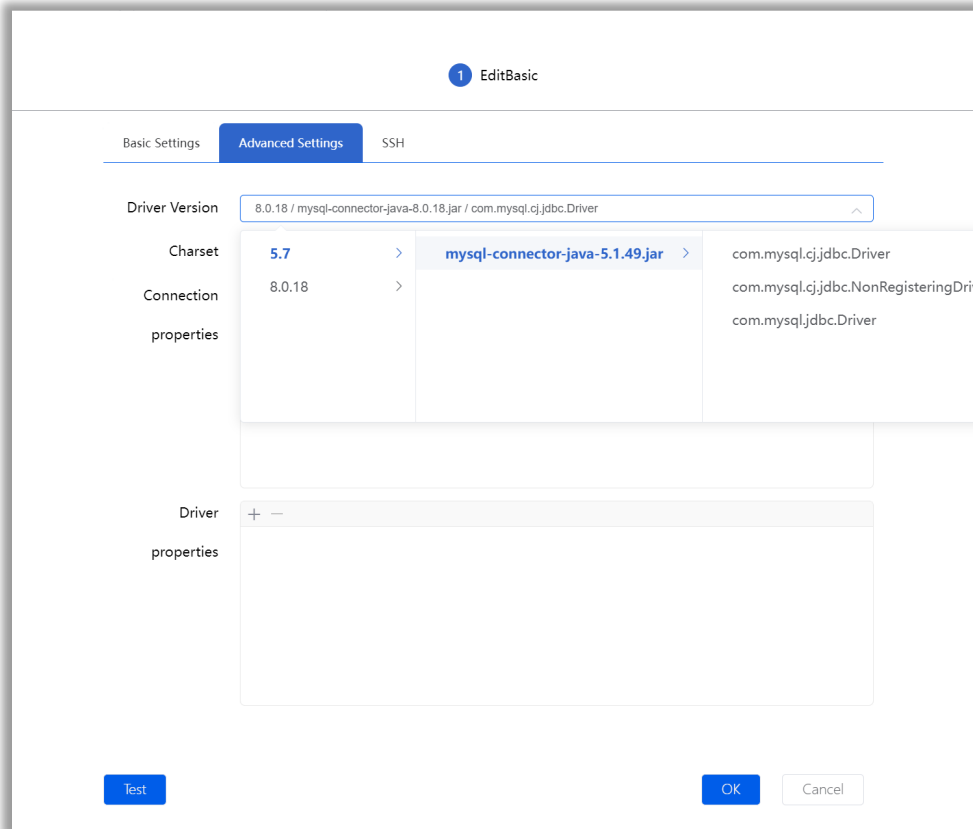 1 EditBasic
Basic Settings Advanced Settings SSH
Driver Version 8.0.18 / mysql-connector-java-8.0.18.jar / com.mysql.cj.jdbc.Driver
Charset 5.7 mysql-connector-java-5.1.49.jar com.mysql.cj.jdbc.Driver
8.0.18 com.mysql.cj.jdbc.NonRegisteringDri
Connection
com.mysql.jdbc.Driver
properties
Driver
properties
Test OK Cancel